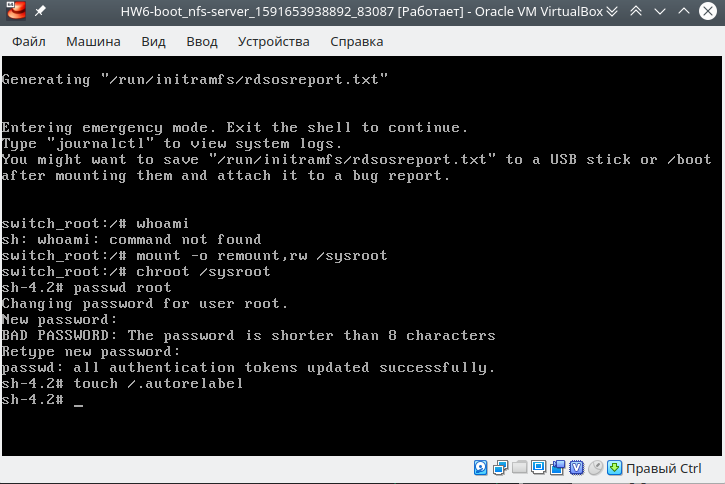 HW6-boot_nfs-server_1591653938892_83087 [Работает] - Oracle VM VirtualBox
Файл Машина Вид Ввод Устройства Справка
Generating "/run/initramfs/rdsosreport.txt"
Entering emergency mode. Exit the shell to continue.
Type "journalctl" to view system logs.
You might want to save "/run/initramfs/rdsosreport.txt" to a USB stick or /boot
after mounting them and attach it to a bug report.
switch_root:/# whoami
sh: whoami: command not found
switch_root:/# mount -o remount,rw /sysroot
switch_root:/# chroot /sysroot
sh-4.2# passwd root
Changing password for user root.
New password:
BAD PASSWORD: The password is shorter than 8 characters
Retype new password:
passwd: all authentication tokens updated successfully.
sh-4.2# touch /.autorelabel
sh-4.2# _
Правый Ctrl